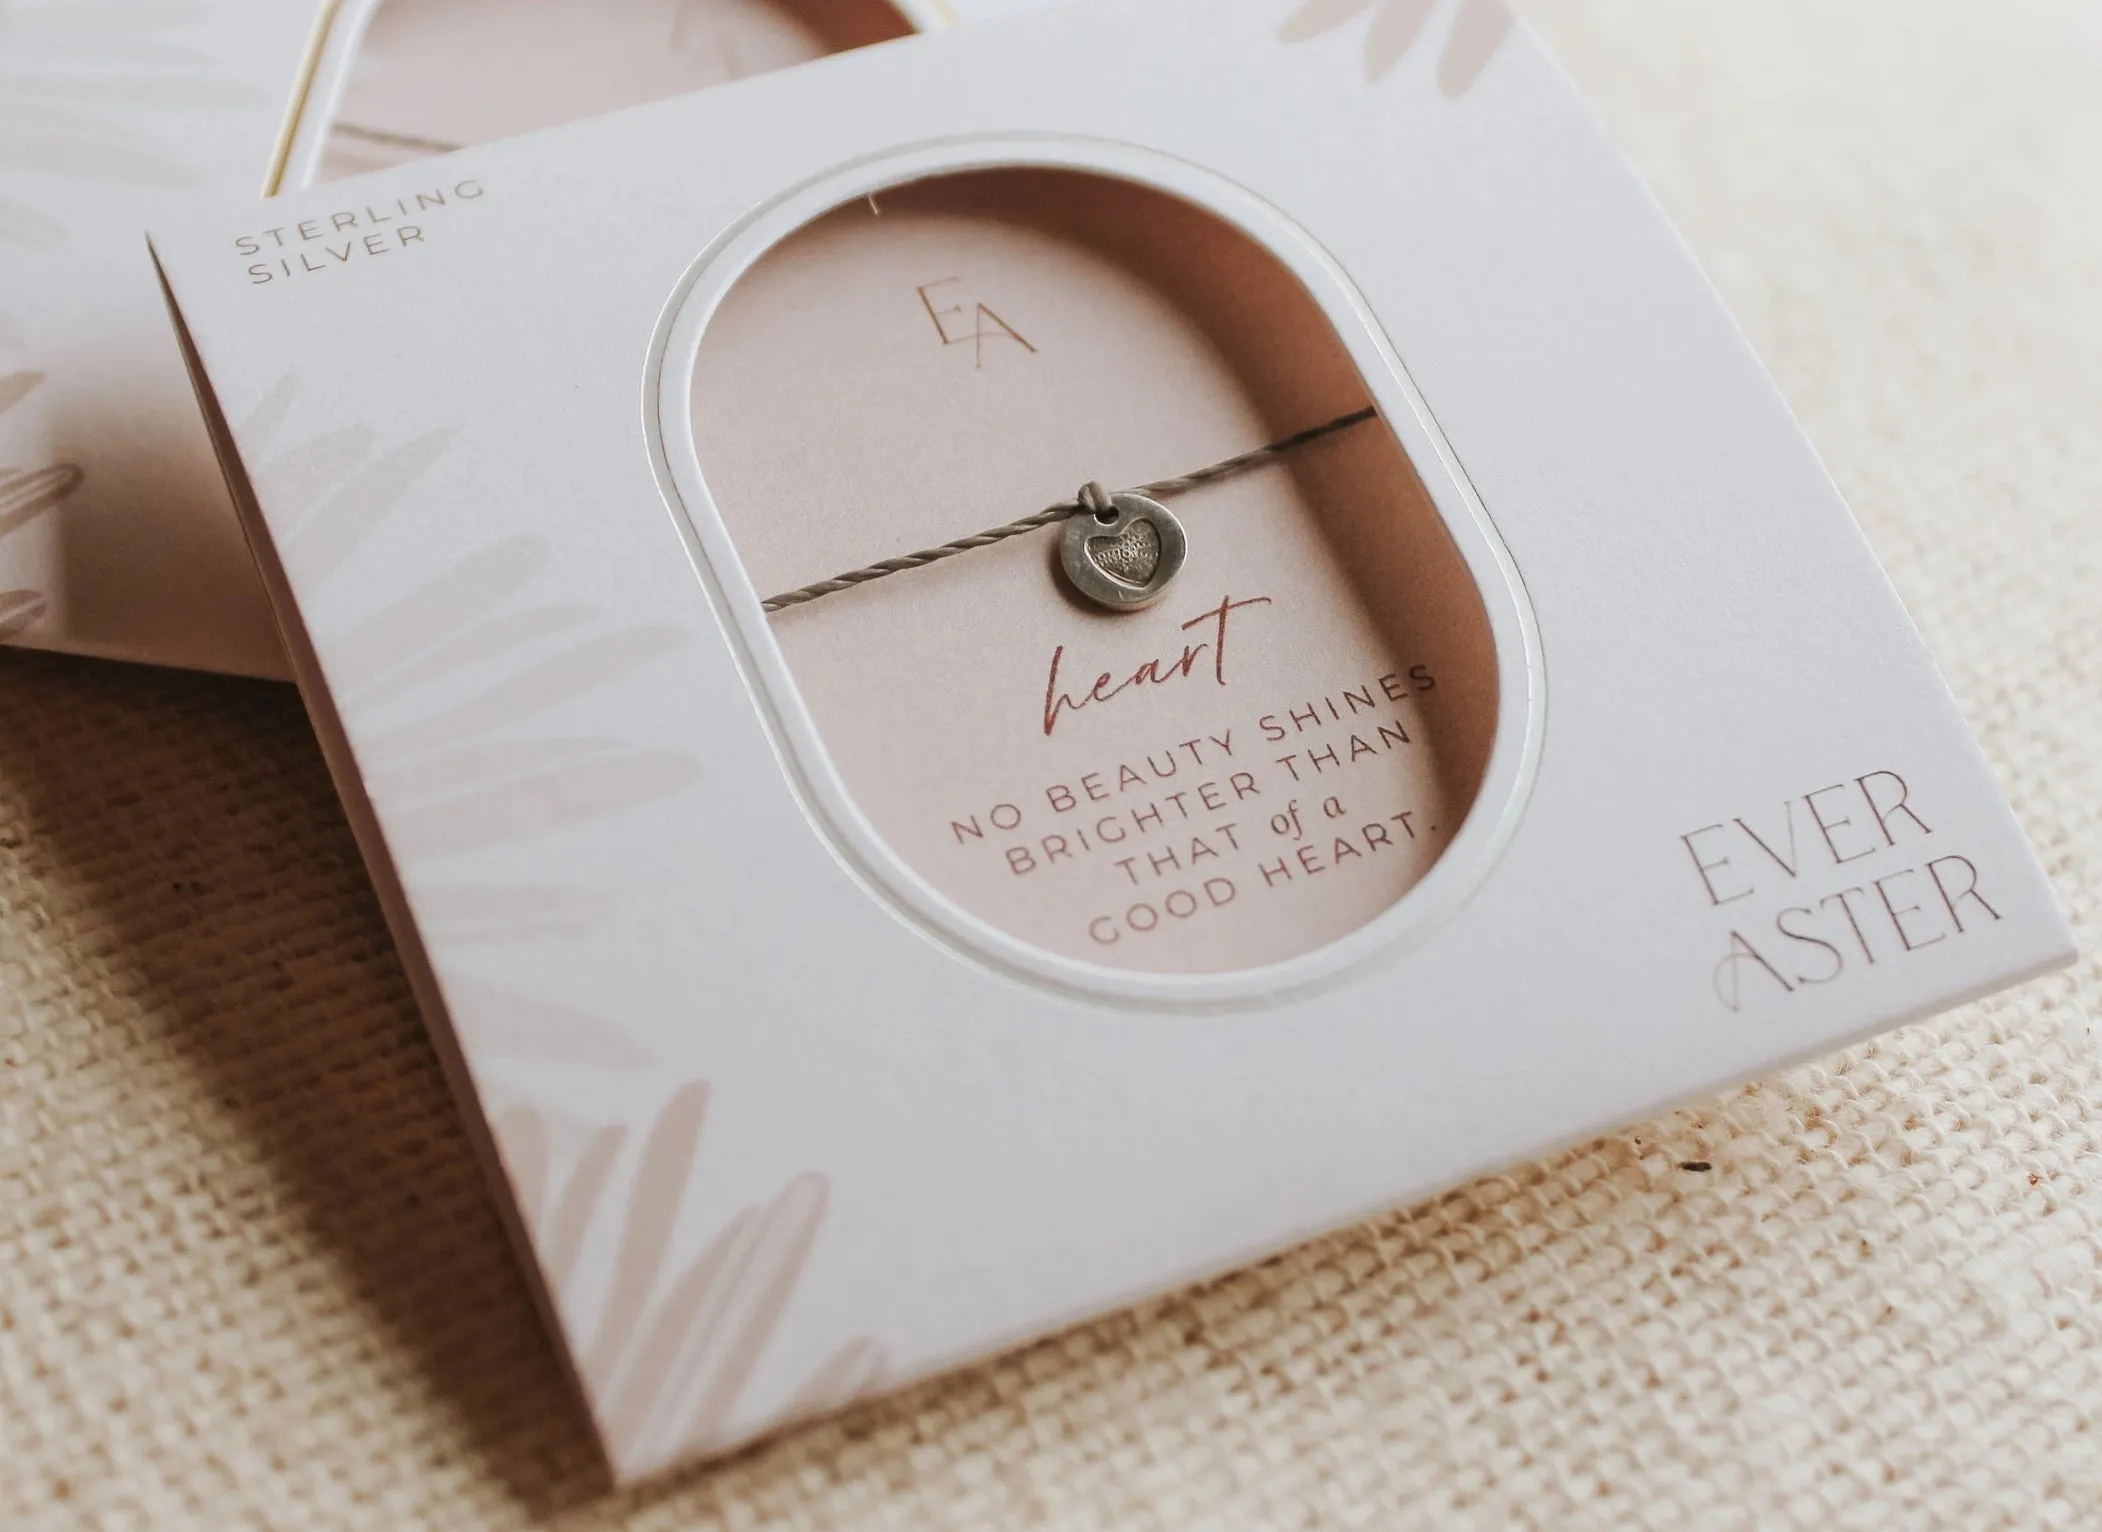 STERLING
SILVER
EA
heart
NO BEAUTY SHINES
BRIGHTER THAN
THAT of a
GOOD HEART.
EVER
ASTER